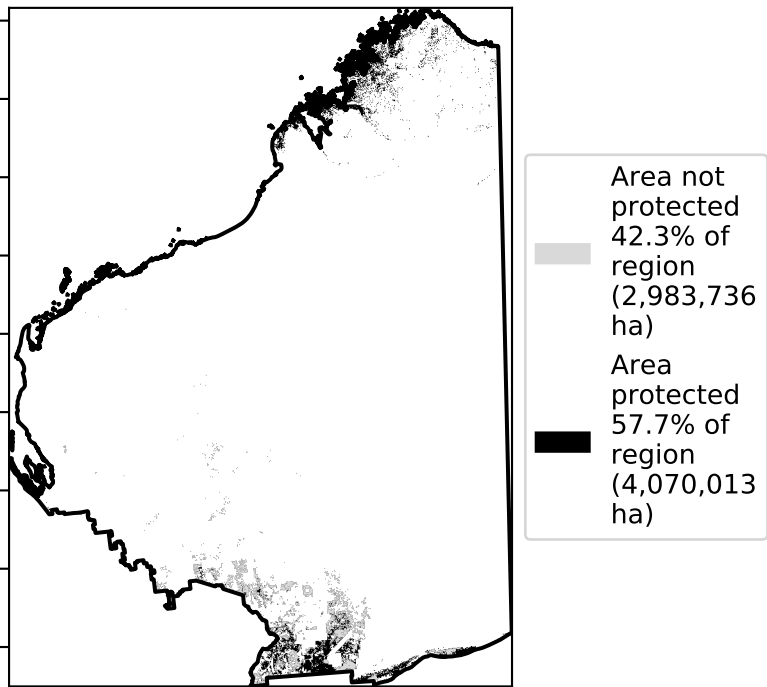 Area not
protected
42.3% of
region
(2,983,736
ha)
Area
protected
57.7% of
region
(4,070,013
ha)